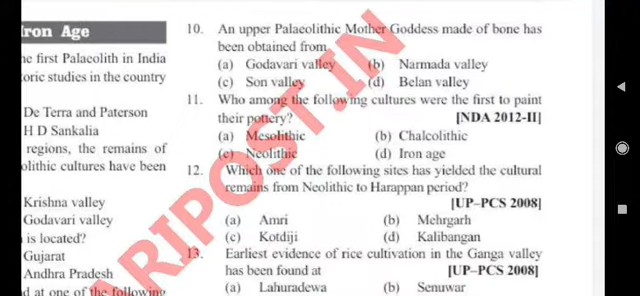 Iron Age
he first Palaeolith in India
toric studies in the country
De Terra and Paterson
H D Sankalia
regions, the remains of
olithic cultures have been
Krishna valley
Godavari valley
is located?
Gujarat
Andhra Pradesh
d at one of the following
10. An upper Palaeolithic Mother Goddess made of bone has
been obtained from
(a) Godavari valley (b) Narmada valley
(c) Son valley (d) Belan valley
11. Who among the following cultures were the first to paint
their pottery? [NDA 2012-II]
(a) Mesolithic (b) Chalcolithic
(c) Neolithic (d) Iron age
12. Which one of the following sites has yielded the cultural
remains from Neolithic to Harappan period?
[UP-PCS 2008]
(a) Amri (b) Mehrgarh
(c) Kotdiji (d) Kalibangan
13. Earliest evidence of rice cultivation in the Ganga valley
has been found at [UP-PCS 2008]
(a) Lahuradewa (b) Senuwar
ARIPOST.IN